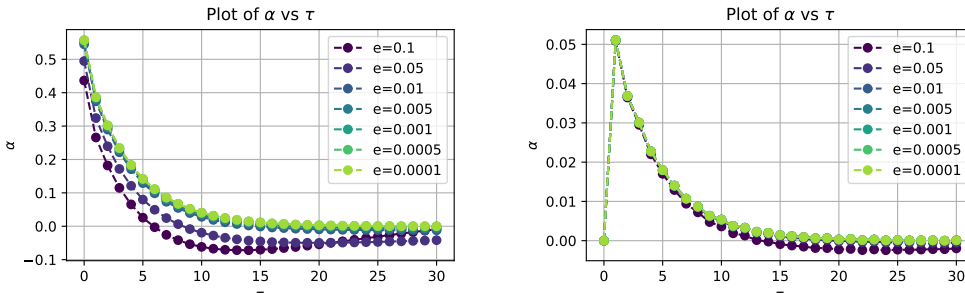 Plot of α vs τ
α
0.5
0.4
0.3
0.2
0.1
0.0
−0.1
0 5 10 15 20 25 30
e=0.1
e=0.05
e=0.01
e=0.005
e=0.001
e=0.0005
e=0.0001
Plot of α vs τ
α
0.05
0.04
0.03
0.02
0.01
0.00
0 5 10 15 20 25 30
e=0.1
e=0.05
e=0.01
e=0.005
e=0.001
e=0.0005
e=0.0001